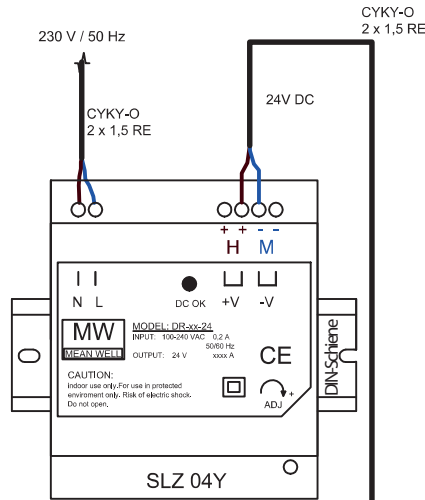 CYKY-O
2 x 1,5 RE
230 V / 50 Hz
24V DC
CYKY-O
2 x 1,5 RE
+ + - -
H M
N L
DC OK +V -V
MW
MEAN WELL
MODEL: DR-xx-24
INPUT: 100-240 VAC 0,2 A
50/60 Hz
OUTPUT: 24 V xxxx A
CE
DIN-Schiene
CAUTION:
indoor use only.For use in protected
enviroment only. Risk of electric shock.
Do not open.
+
ADJ
SLZ 04Y